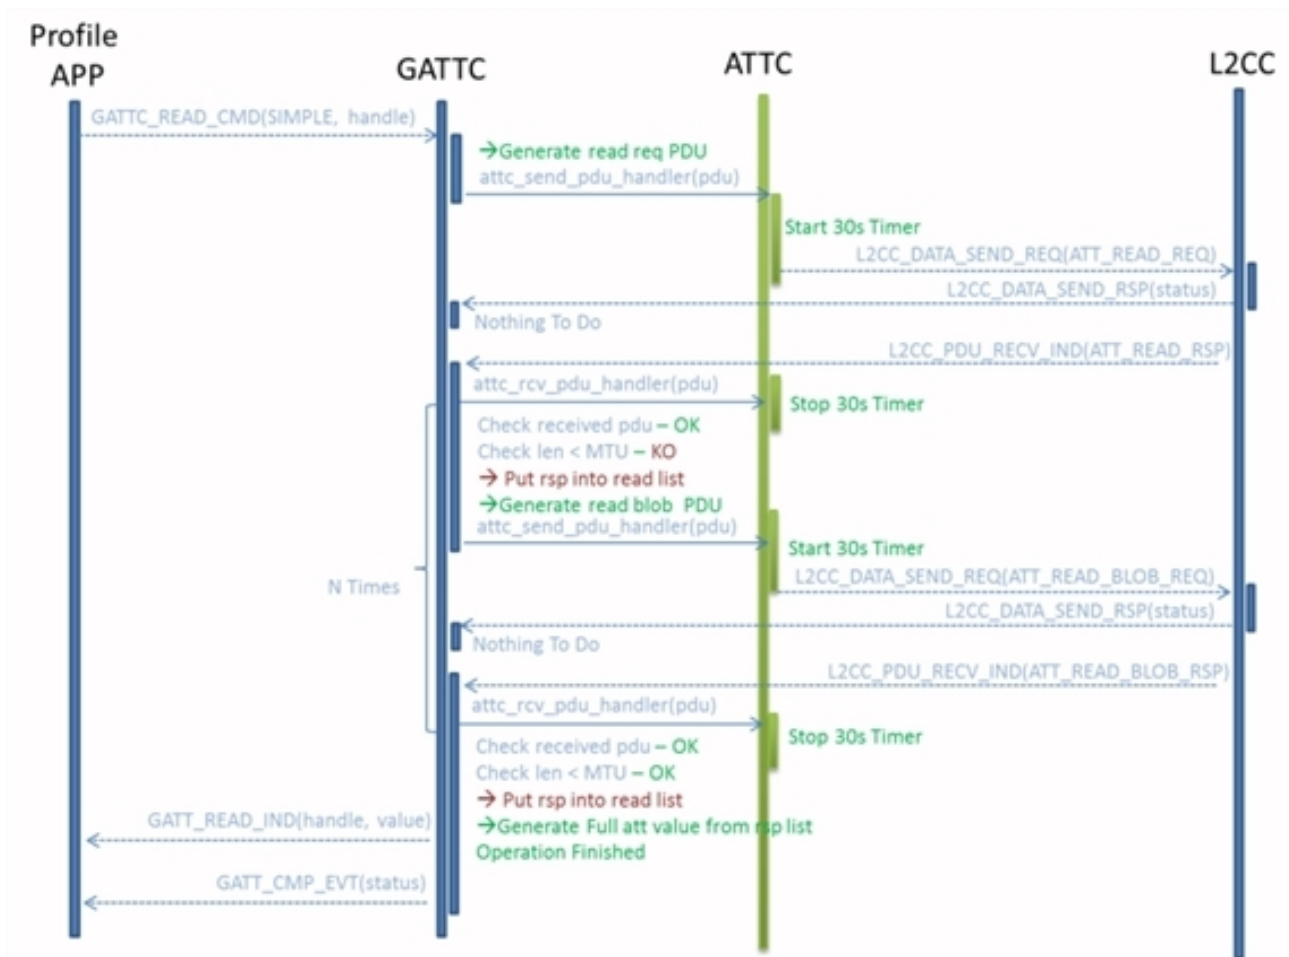 Profile
APP
GATTC
ATTC
L2CC
GATTC_READ_CMD(SIMPLE, handle)
→Generate read req PDU
attc_send_pdu_handler(pdu)
Start 30s Timer
L2CC_DATA_SEND_REQ(ATT_READ_REQ)
L2CC_DATA_SEND_RSP(status)
Nothing To Do
L2CC_PDU_RECV_IND(ATT_READ_RSP)
attc_rcv_pdu_handler(pdu)
Stop 30s Timer
Check received pdu – OK
Check len < MTU – KO
→ Put rsp into read list
→Generate read blob PDU
attc_send_pdu_handler(pdu)
Start 30s Timer
L2CC_DATA_SEND_REQ(ATT_READ_BLOB_REQ)
N Times
L2CC_DATA_SEND_RSP(status)
Nothing To Do
L2CC_PDU_RECV_IND(ATT_READ_BLOB_RSP)
attc_rcv_pdu_handler(pdu)
Stop 30s Timer
Check received pdu – OK
Check len < MTU – OK
→ Put rsp into read list
GATT_READ_IND(handle, value)
→Generate Full att value from rsp list
Operation Finished
GATT_CMP_EVT(status)